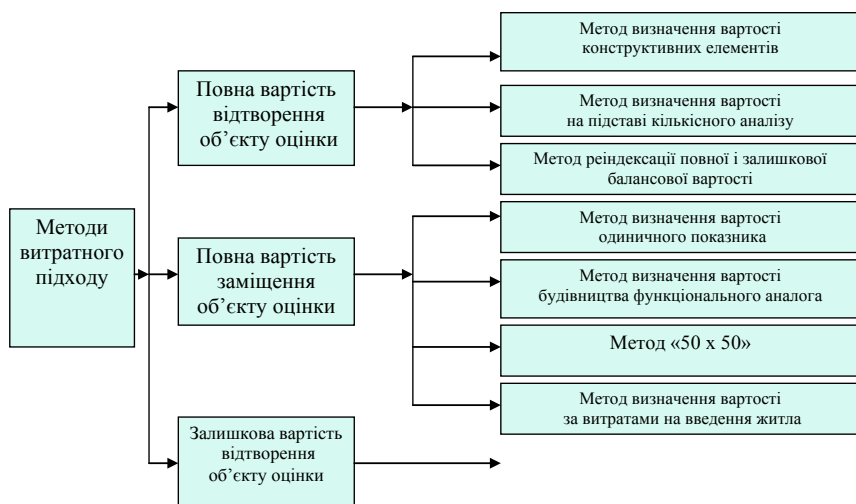 Методи
витратного
підходу
Повна вартість
відтворення
об’єкту оцінки
Метод визначення вартості
конструктивних елементів
Метод визначення вартості
на підставі кількісного аналізу
Метод реіндексації повної і залишкової
балансової вартості
Повна вартість
заміщення
об’єкту оцінки
Метод визначення вартості
одиничного показника
Метод визначення вартості
будівництва функціонального аналога
Метод «50 х 50»
Метод визначення вартості
за витратами на введення житла
Залишкова вартість
відтворення
об’єкту оцінки